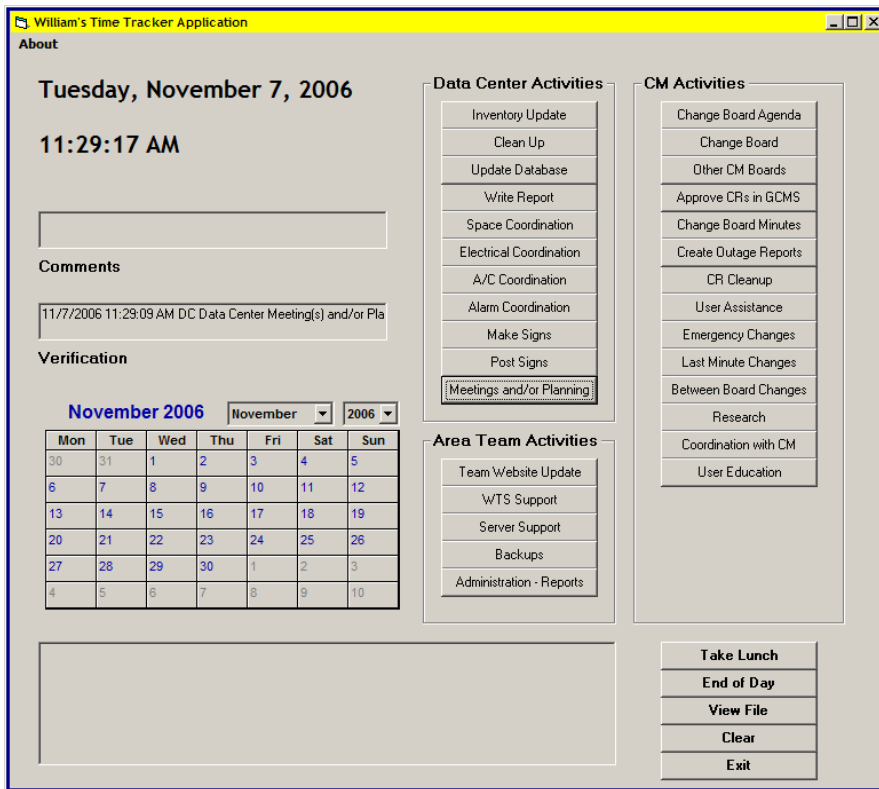 William's Time Tracker Application
About
Tuesday, November 7, 2006
11:29:17 AM
Comments
11/7/2006 11:29:09 AM DC Data Center Meeting(s) and/or Pla
Verification
November 2006 November 2006
Mon Tue Wed Thu Fri Sat Sun
30 31 1 2 3 4 5
6 7 8 9 10 11 12
13 14 15 16 17 18 19
20 21 22 23 24 25 26
27 28 29 30 1 2 3
4 5 6 7 8 9 10
Data Center Activities
Inventory Update
Clean Up
Update Database
Write Report
Space Coordination
Electrical Coordination
A/C Coordination
Alarm Coordination
Make Signs
Post Signs
Meetings and/or Planning
Area Team Activities
Team Website Update
WTS Support
Server Support
Backups
Administration - Reports
CM Activities
Change Board Agenda
Change Board
Other CM Boards
Approve CRs in GCMS
Change Board Minutes
Create Outage Reports
CR Cleanup
User Assistance
Emergency Changes
Last Minute Changes
Between Board Changes
Research
Coordination with CM
User Education
Take Lunch
End of Day
View File
Clear
Exit